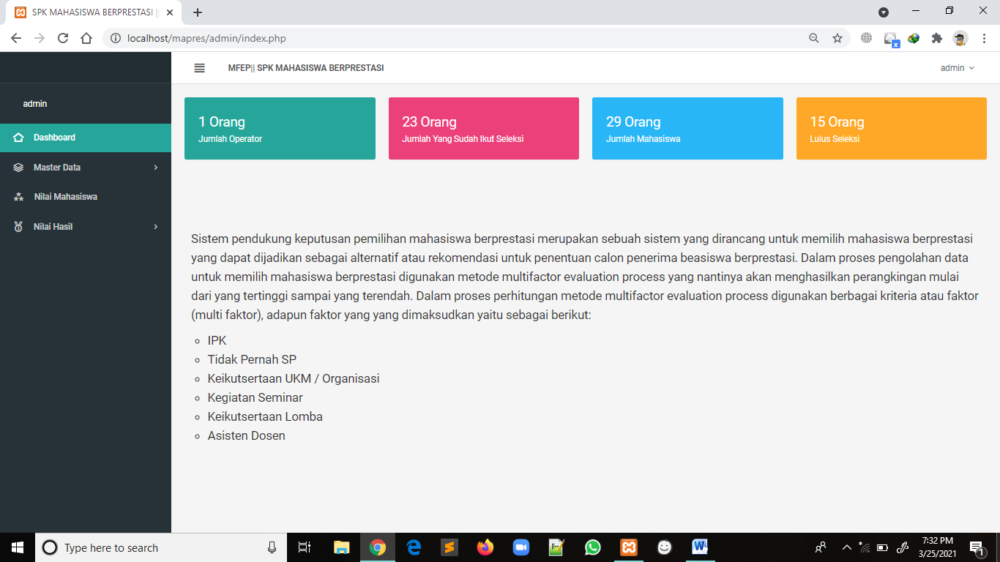 SPK MAHASISWA BERPRESTASI ||
localhost/mapres/admin/index.php
MFEP|| SPK MAHASISWA BERPRESTASI
admin
admin
Dashboard
Master Data
Nilai Mahasiswa
Nilai Hasil
1 Orang
Jumlah Operator
23 Orang
Jumlah Yang Sudah Ikut Seleksi
29 Orang
Jumlah Mahasiswa
15 Orang
Lulus Seleksi
Sistem pendukung keputusan pemilihan mahasiswa berprestasi merupakan sebuah sistem yang dirancang untuk memilih mahasiswa berprestasi
yang dapat dijadikan sebagai alternatif atau rekomendasi untuk penentuan calon penerima beasiswa berprestasi. Dalam proses pengolahan data
untuk memilih mahasiswa berprestasi digunakan metode multifactor evaluation process yang nantinya akan menghasilkan perangkingan mulai
dari yang tertinggi sampai yang terendah. Dalam proses perhitungan metode multifactor evaluation process digunakan berbagai kriteria atau faktor
(multi faktor), adapun faktor yang yang dimaksudkan yaitu sebagai berikut:
IPK
Tidak Pernah SP
Keikutsertaan UKM / Organisasi
Kegiatan Seminar
Keikutsertaan Lomba
Asisten Dosen
Type here to search
7:32 PM
3/25/2021
1